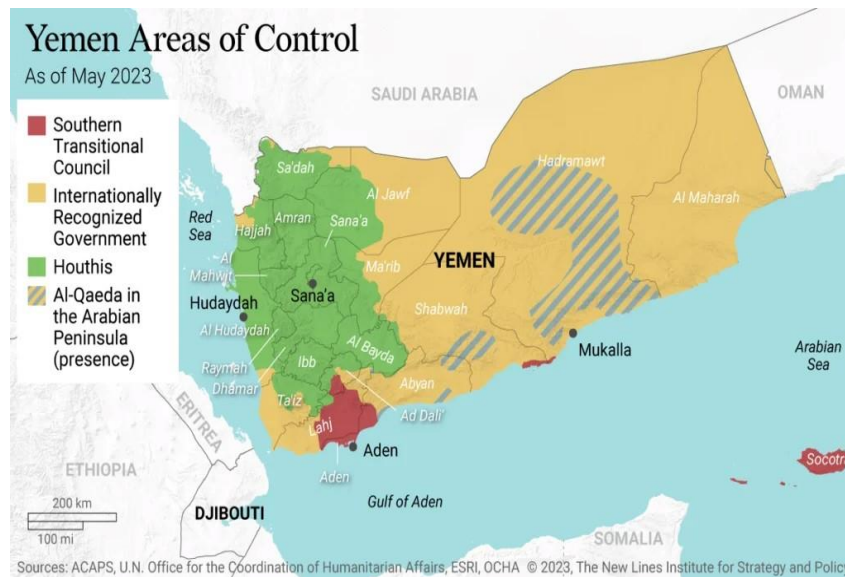 Yemen Areas of Control
As of May 2023
Southern
Transitional
Council
Internationally
Recognized
Government
Houthis
Al-Qaeda in
the Arabian
Peninsula
(presence)
SAUDI ARABIA
OMAN
Sa'dah
Hadramawt
Al Jawf
Al Maharah
Amran
Sana'a
Red
Sea
Hajjah
Al
Mahwit
Ma'rib
YEMEN
Hudaydah
Sana'a
Shabwah
Al Hudaydah
Al Bayda
Mukalla
Arabian
Sea
Raymah
Ibb
Dhamar
Abyan
Ta'iz
Ad Dali'
Lahj
ERITREA
Aden
Aden
Socotr
ETHIOPIA
Gulf of Aden
200 km
100 mi
DJIBOUTI
SOMALIA
Sources: ACAPS, U.N. Office for the Coordination of Humanitarian Affairs, ESRI, OCHA © 2023, The New Lines Institute for Strategy and Policy